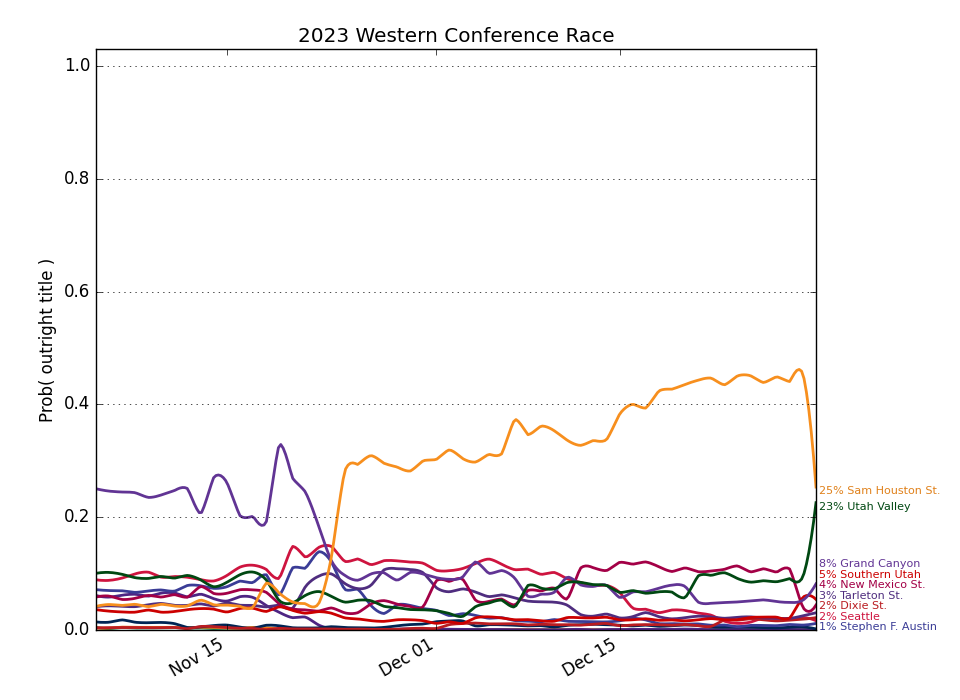 2023 Western Conference Race
Prob( outright title )
1.0
0.8
0.6
0.4
0.2
0.0
Nov 15
Dec 01
Dec 15
25% Sam Houston St.
23% Utah Valley
8% Grand Canyon
5% Southern Utah
4% New Mexico St.
3% Tarleton St.
2% Dixie St.
2% Seattle
1% Stephen F. Austin